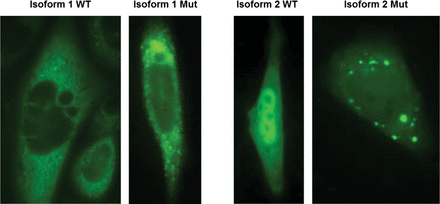 Isoform 1 WT
Isoform 1 Mut
Isoform 2 WT
Isoform 2 Mut